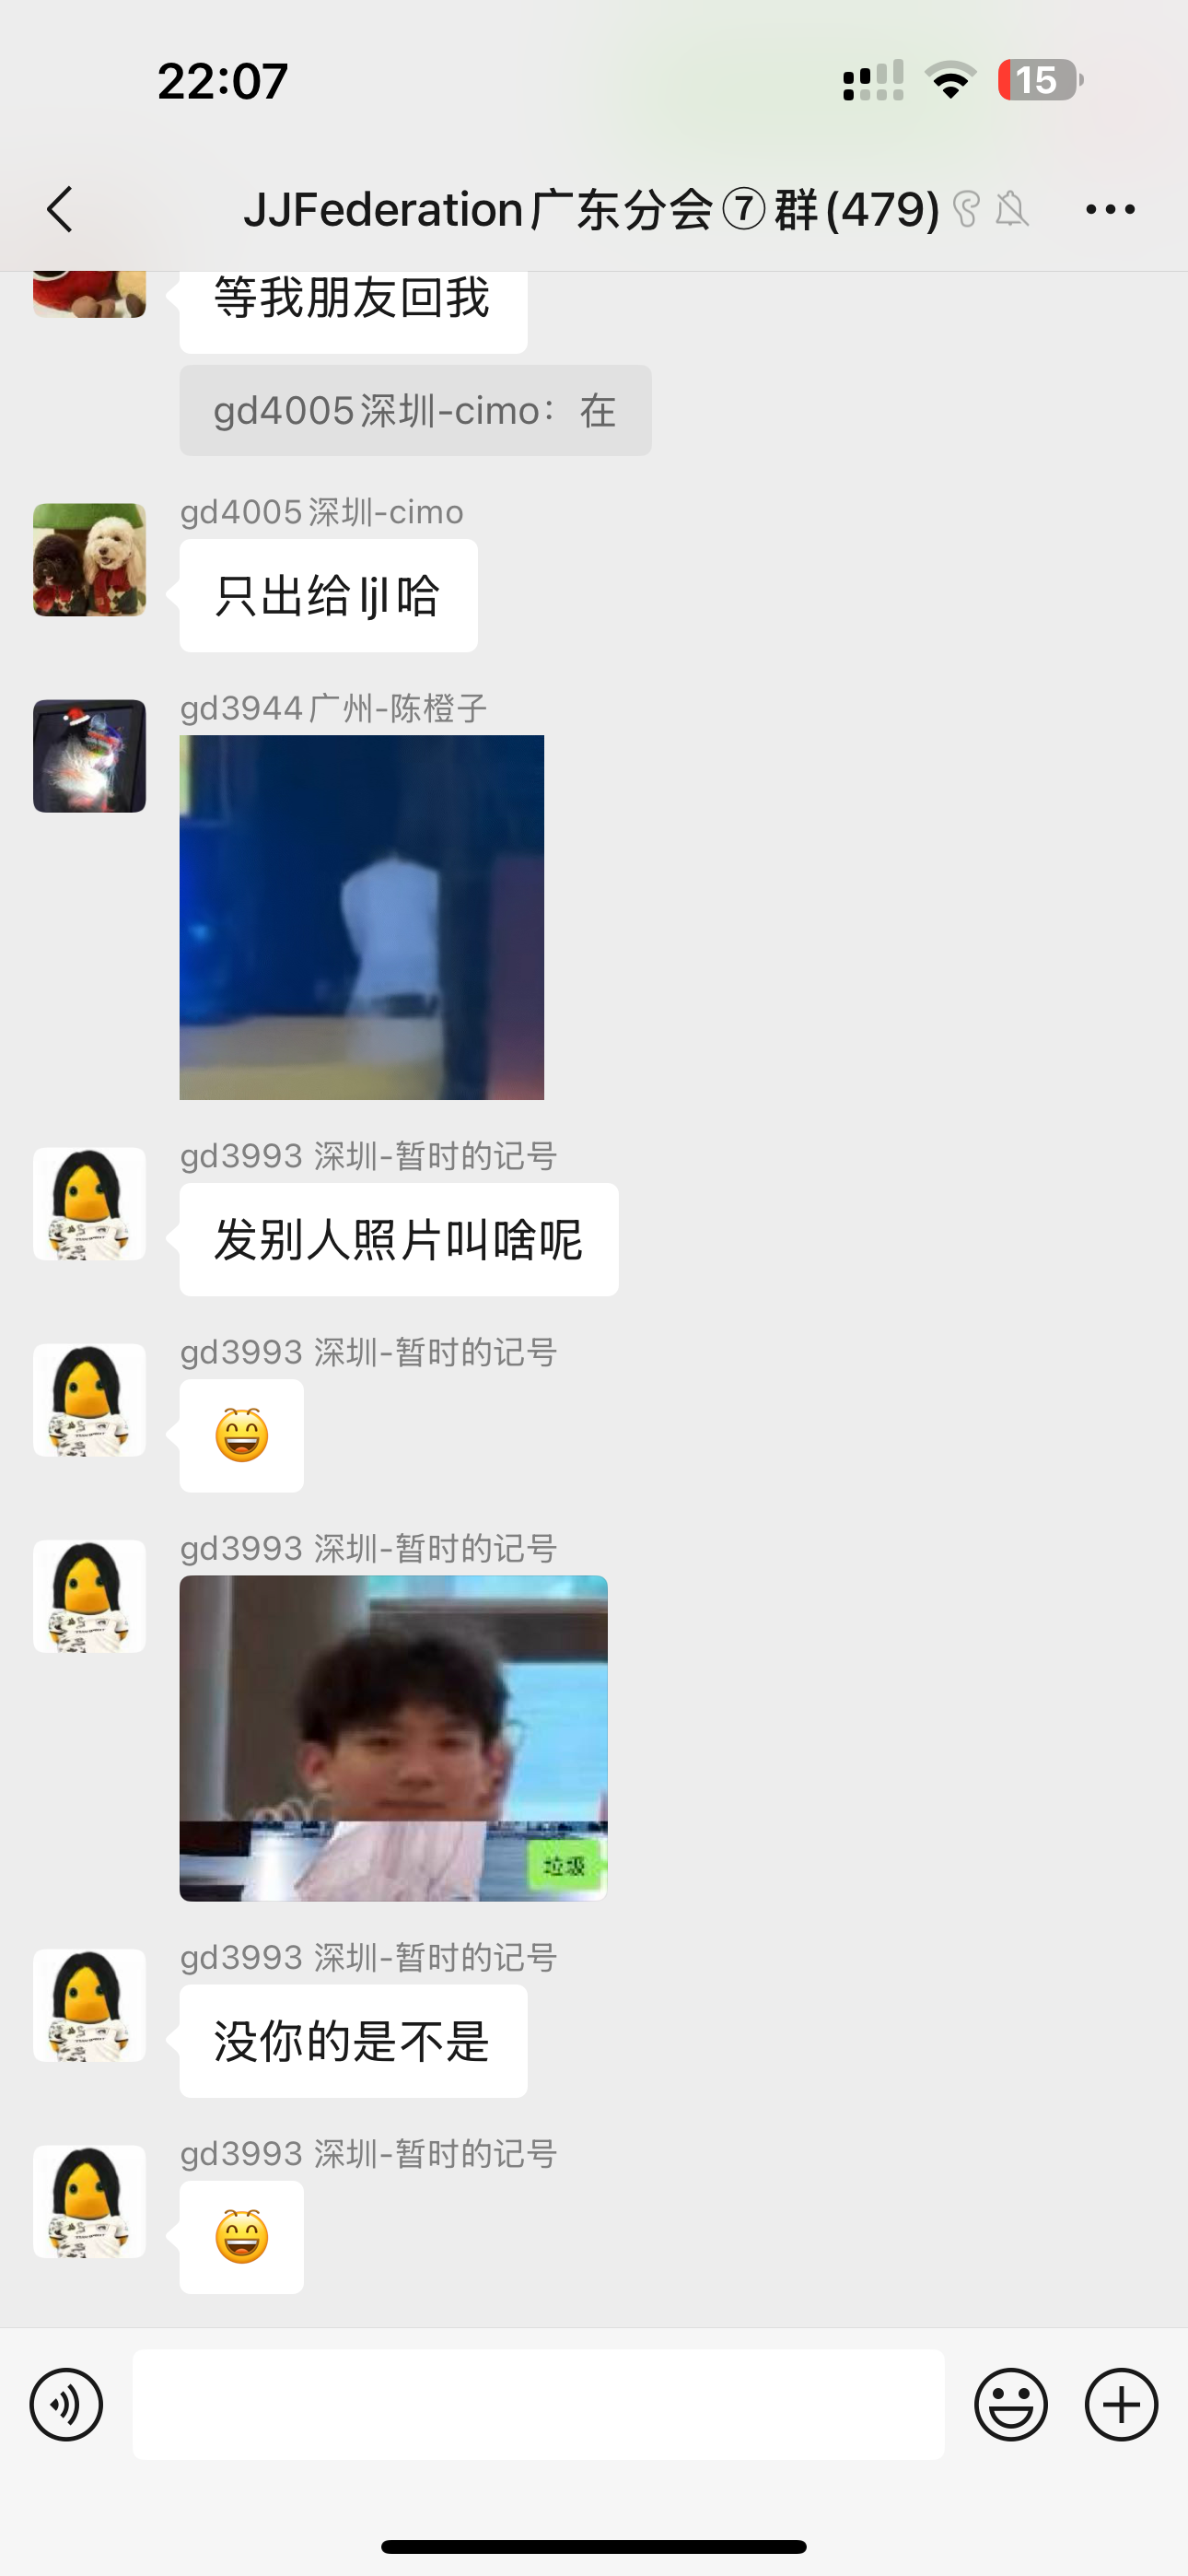 22:07
15
JJFederation广东分会⑦群(479)
等我朋友回我
gd4005深圳-cimo：在
gd4005深圳-cimo
只出给ljl哈
gd3944广州-陈橙子
gd3993 深圳-暂时的记号
发别人照片叫啥呢
gd3993 深圳-暂时的记号
gd3993 深圳-暂时的记号
垃圾
gd3993 深圳-暂时的记号
没你的是不是
gd3993 深圳-暂时的记号